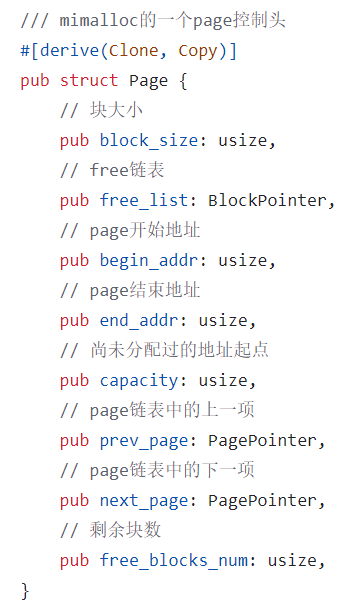 /// mimalloc的一个page控制头
#[derive(Clone, Copy)]
pub struct Page {
    // 块大小
    pub block_size: usize,
    // free链表
    pub free_list: BlockPointer,
    // page开始地址
    pub begin_addr: usize,
    // page结束地址
    pub end_addr: usize,
    // 尚未分配过的地址起点
    pub capacity: usize,
    // page链表中的上一项
    pub prev_page: PagePointer,
    // page链表中的下一项
    pub next_page: PagePointer,
    // 剩余块数
    pub free_blocks_num: usize,
}